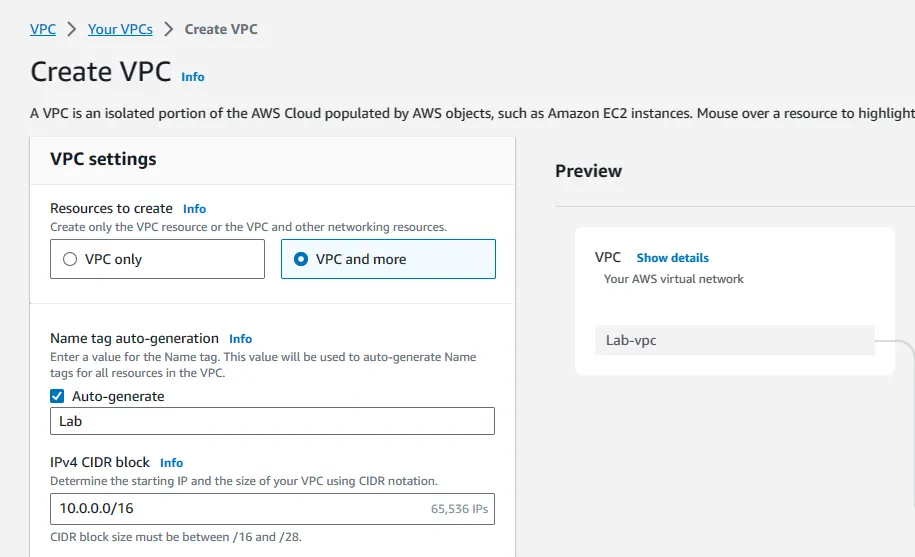 VPC > Your VPCs > Create VPC
Create VPC Info
A VPC is an isolated portion of the AWS Cloud populated by AWS objects, such as Amazon EC2 instances. Mouse over a resource to highlight
VPC settings
Resources to create Info
Create only the VPC resource or the VPC and other networking resources.
VPC only
VPC and more
Name tag auto-generation Info
Enter a value for the Name tag. This value will be used to auto-generate Name
tags for all resources in the VPC.
Auto-generate
Lab
IPv4 CIDR block Info
Determine the starting IP and the size of your VPC using CIDR notation.
10.0.0.0/16 65,536 IPs
CIDR block size must be between /16 and /28.
Preview
VPC Show details
Your AWS virtual network
Lab-vpc